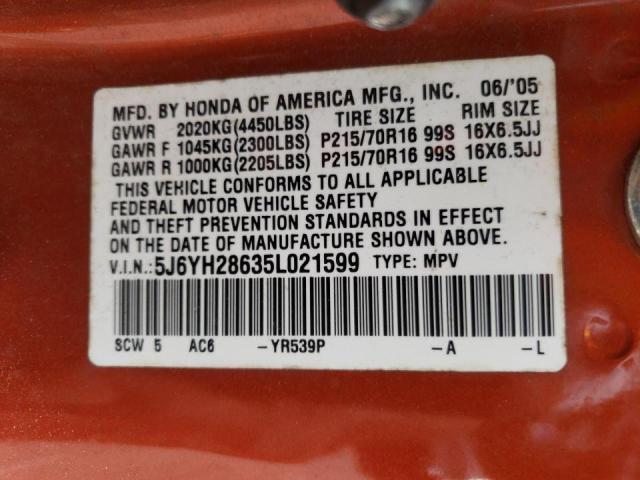 MFD. BY HONDA OF AMERICA MFG., INC. 06/'05
GVWR 2020KG(4450LBS) TIRE SIZE RIM SIZE
GAWR F 1045KG(2300LBS) P215/70R16 99S 16X6.5JJ
GAWR R 1000KG(2205LBS) P215/70R16 99S 16X6.5JJ
THIS VEHICLE CONFORMS TO ALL APPLICABLE
FEDERAL MOTOR VEHICLE SAFETY
AND THEFT PREVENTION STANDARDS IN EFFECT
ON THE DATE OF MANUFACTURE SHOWN ABOVE.
V.I.N.: 5J6YH28635L021599 TYPE: MPV
SCW 5 AC6 -YR539P -A -L